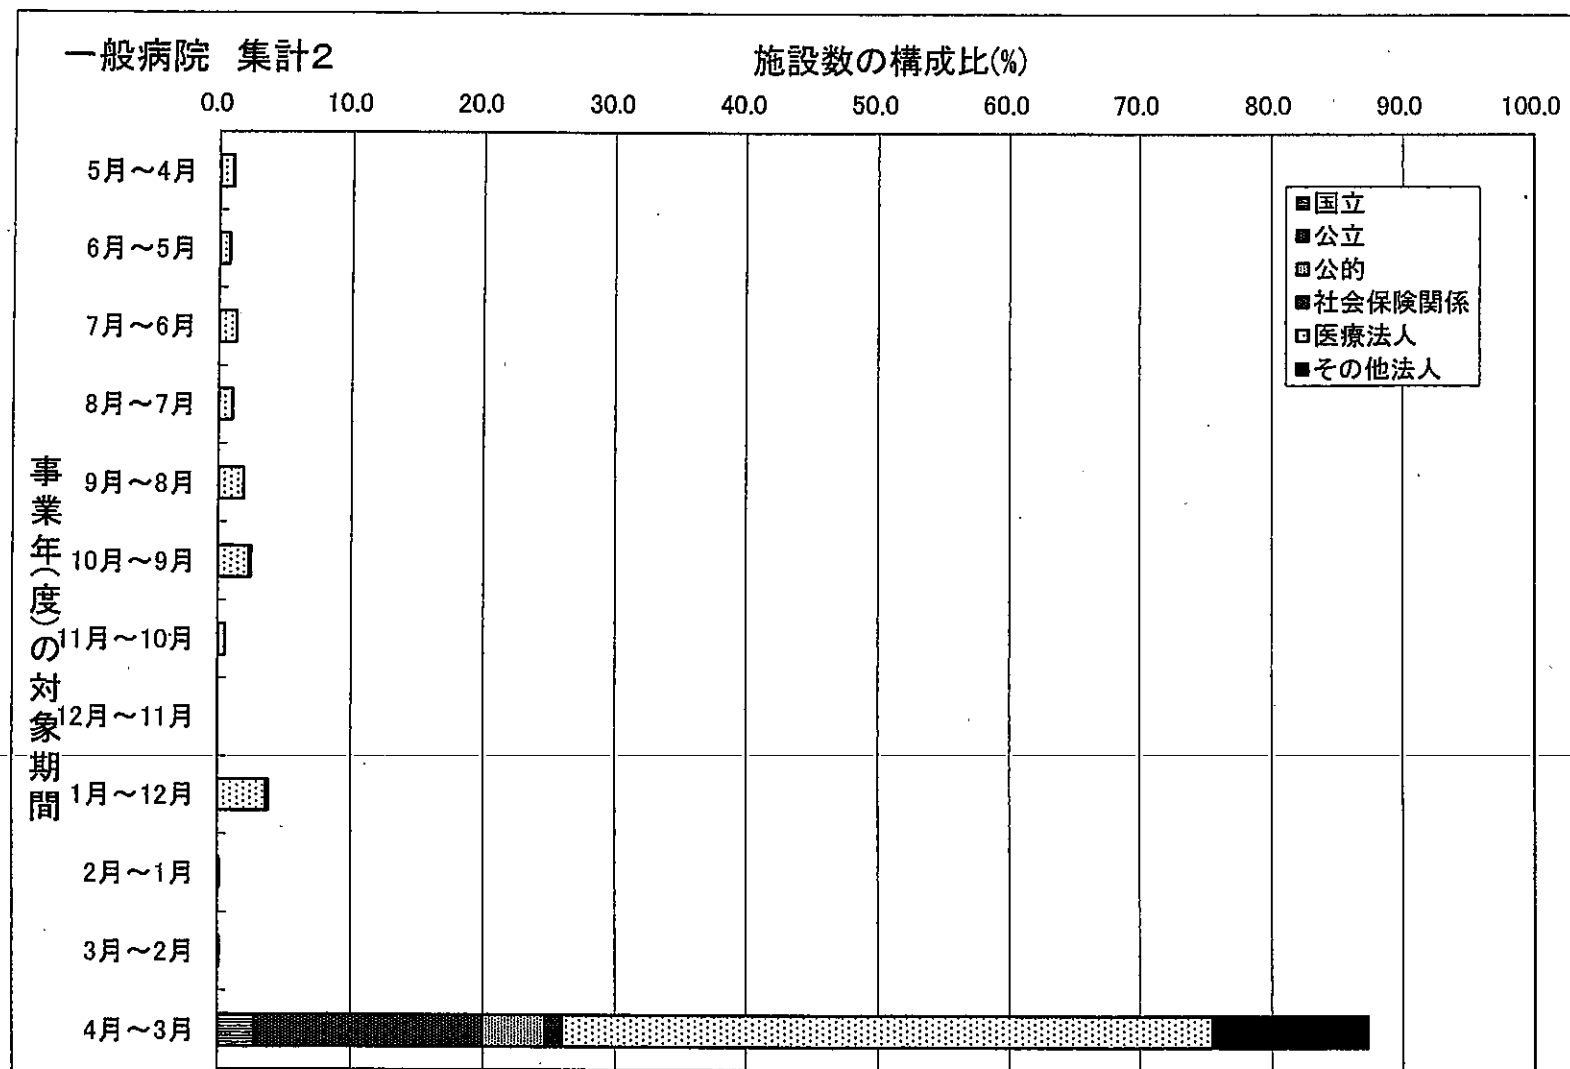 一般病院 集計2
施設数の構成比(%)
0.0 10.0 20.0 30.0 40.0 50.0 60.0 70.0 80.0 90.0 100.0
事業年(度)の対象期間
5月～4月
6月～5月
7月～6月
8月～7月
9月～8月
10月～9月
11月～10月
12月～11月
1月～12月
2月～1月
3月～2月
4月～3月
国立
公立
公的
社会保険関係
医療法人
その他法人